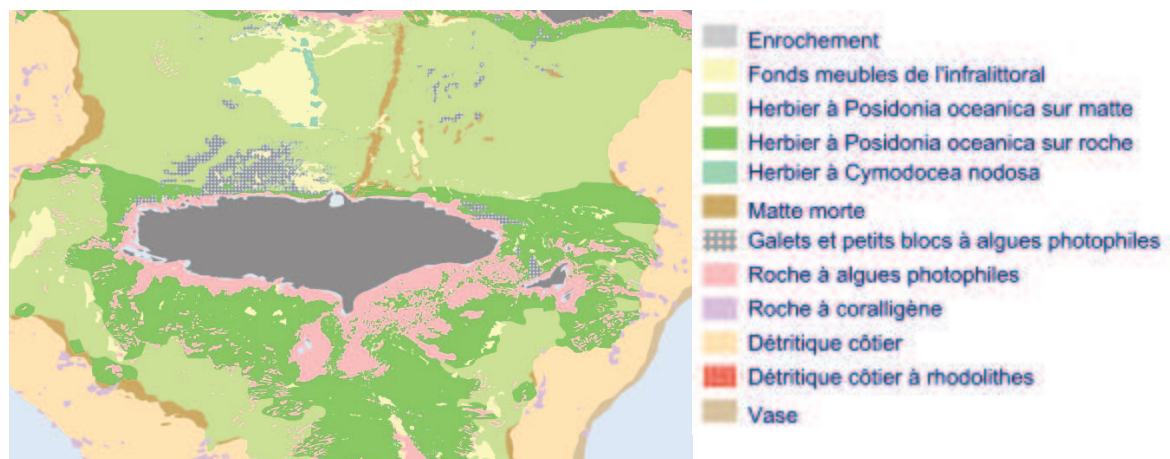 Enrochement
Fonds meubles de l'infralittoral
Herbier à Posidonia oceanica sur matte
Herbier à Posidonia oceanica sur roche
Herbier à Cymodocea nodosa
Matte morte
Galets et petits blocs à algues photophiles
Roche à algues photophiles
Roche à coralligène
Détritique côtier
Détritique côtier à rhodolithes
Vase